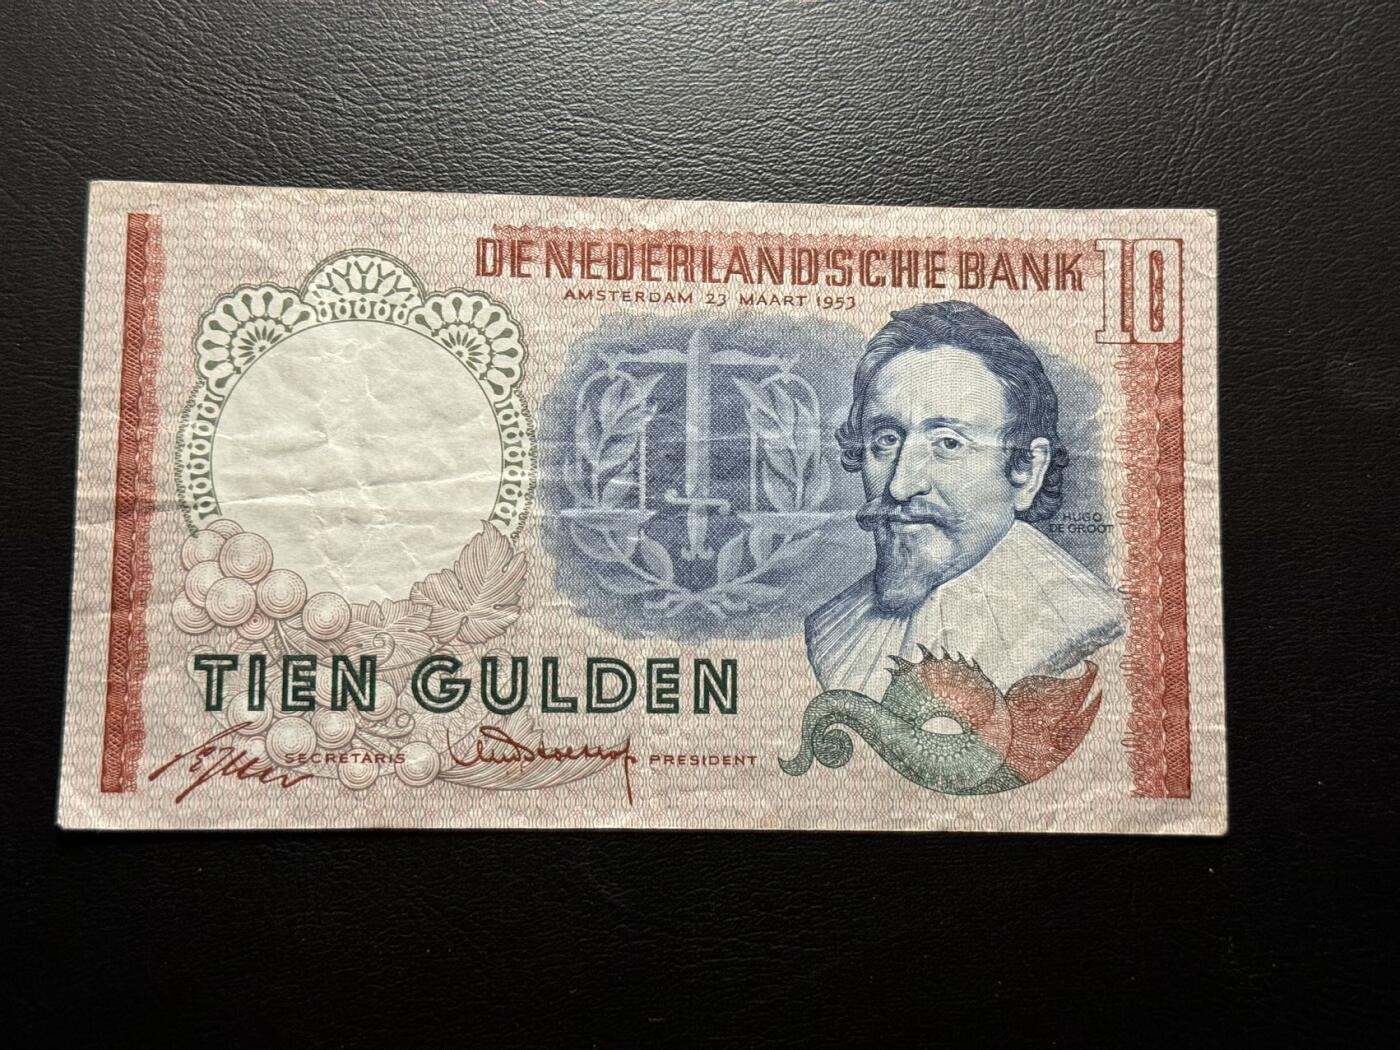 DE NEDERLANDSCHE BANK
10
AMSTERDAM 23 MAART 1953
HUGO
DE GROOT
TIEN GULDEN
SECRETARIS
PRESIDENT